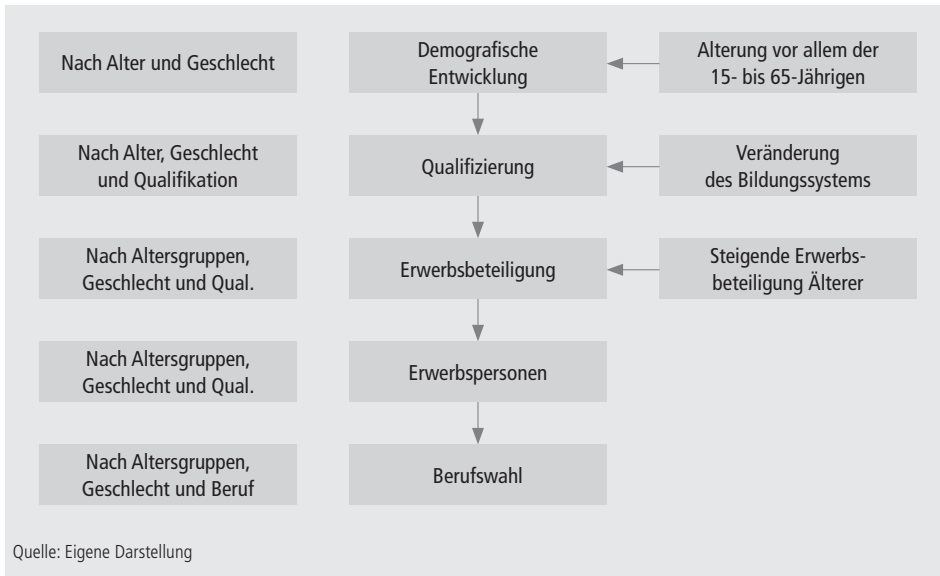 Nach Alter und Geschlecht
Demografische
Entwicklung
Alterung vor allem der
15- bis 65-Jährigen
Nach Alter, Geschlecht
und Qualifikation
Qualifizierung
Veränderung
des Bildungssystems
Nach Altersgruppen,
Geschlecht und Qual.
Erwerbsbeteiligung
Steigende Erwerbs-
beteiligung Älterer
Nach Altersgruppen,
Geschlecht und Qual.
Erwerbspersonen
Nach Altersgruppen,
Geschlecht und Beruf
Berufswahl
Quelle: Eigene Darstellung